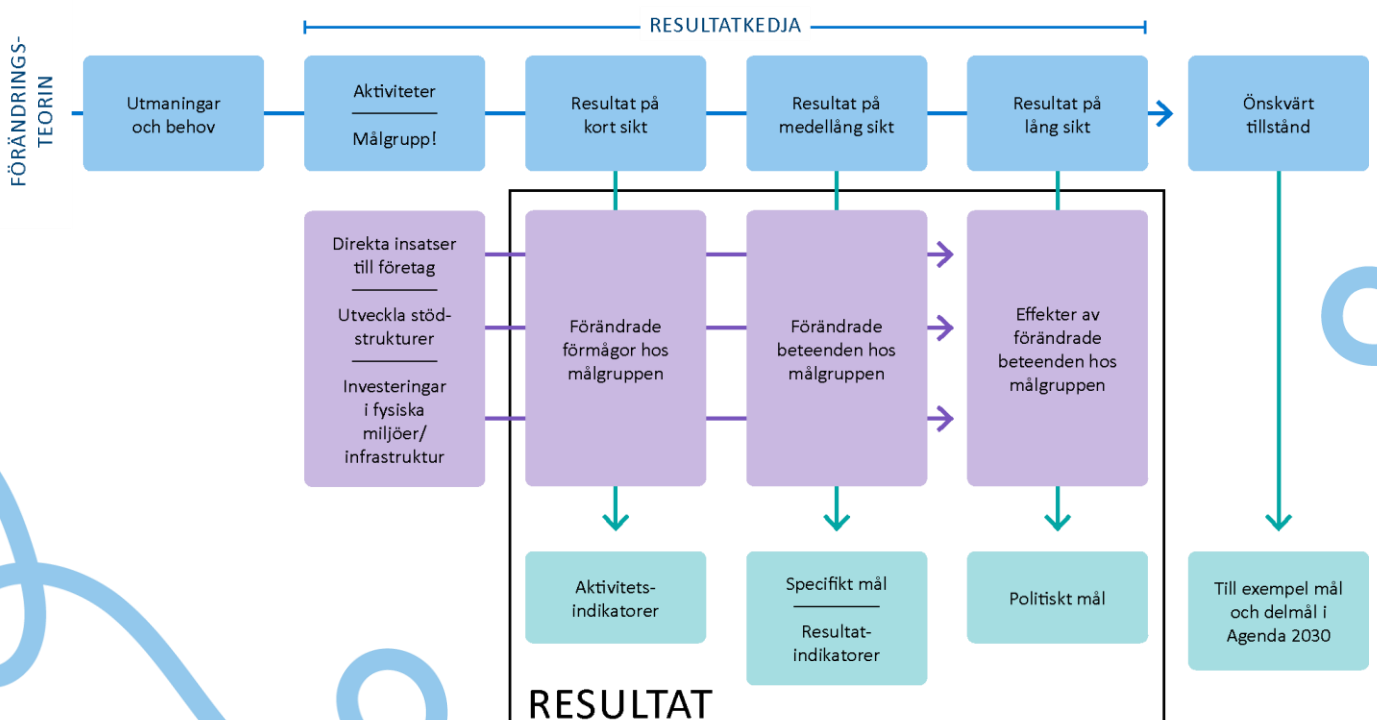 RESULTATKEDJA
FÖRÄNDRINGS-
TEORIN
Utmaningar
och behov
Aktiviteter
Målgrupp!
Resultat på
kort sikt
Resultat på
medellång sikt
Resultat på
lång sikt
Önskvärt
tillstånd
Direkta insatser
till företag
Utveckla stöd-
strukturer
Investeringar
i fysiska
miljöer/
infrastruktur
Förändrade
förmågor hos
målgruppen
Förändrade
beteenden hos
målgruppen
Effekter av
förändrade
beteenden hos
målgruppen
Aktivitets-
indikatorer
Specifikt mål
Resultat-
indikatorer
Politiskt mål
Till exempel mål
och delmål i
Agenda 2030
RESULTAT